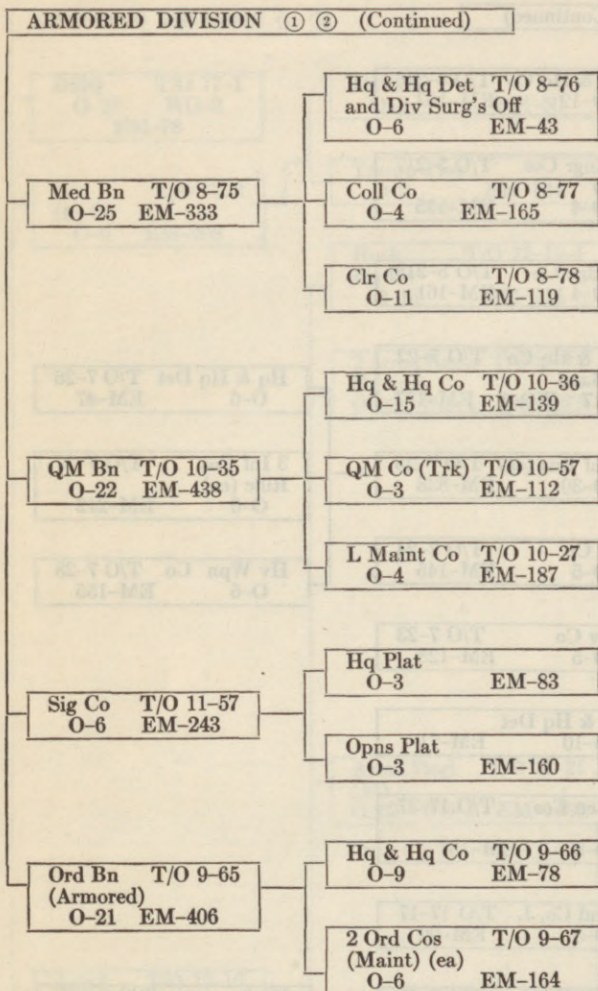 ARMORED DIVISION ① ② (Continued)
Hq & Hq Det T/O 8–76
and Div Surg's Off
O–6 EM–43
Med Bn T/O 8–75
O–25 EM–333
Coll Co T/O 8–77
O–4 EM–165
Clr Co T/O 8–78
O–11 EM–119
Hq & Hq Co T/O 10–36
O–15 EM–139
QM Bn T/O 10–35
O–22 EM–438
QM Co (Trk) T/O 10–57
O–3 EM–112
L Maint Co T/O 10–27
O–4 EM–187
Hq Plat
O–3 EM–83
Sig Co T/O 11–57
O–6 EM–243
Opns Plat
O–3 EM–160
Hq & Hq Co T/O 9–66
O–9 EM–78
Ord Bn T/O 9–65
(Armored)
O–21 EM–406
2 Ord Cos T/O 9–67
(Maint) (ea)
O–6 EM–164